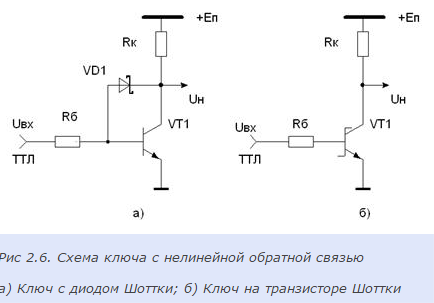 +Eп +Eп
Rк Rк
VD1
Uн Uн
Uвх Rб VT1 Uвх Rб VT1
ТТЛ ТТЛ
а) б)
Рис 2.6. Схема ключа с нелинейной обратной связью
а) Ключ с диодом Шоттки; б) Ключ на транзисторе Шоттки